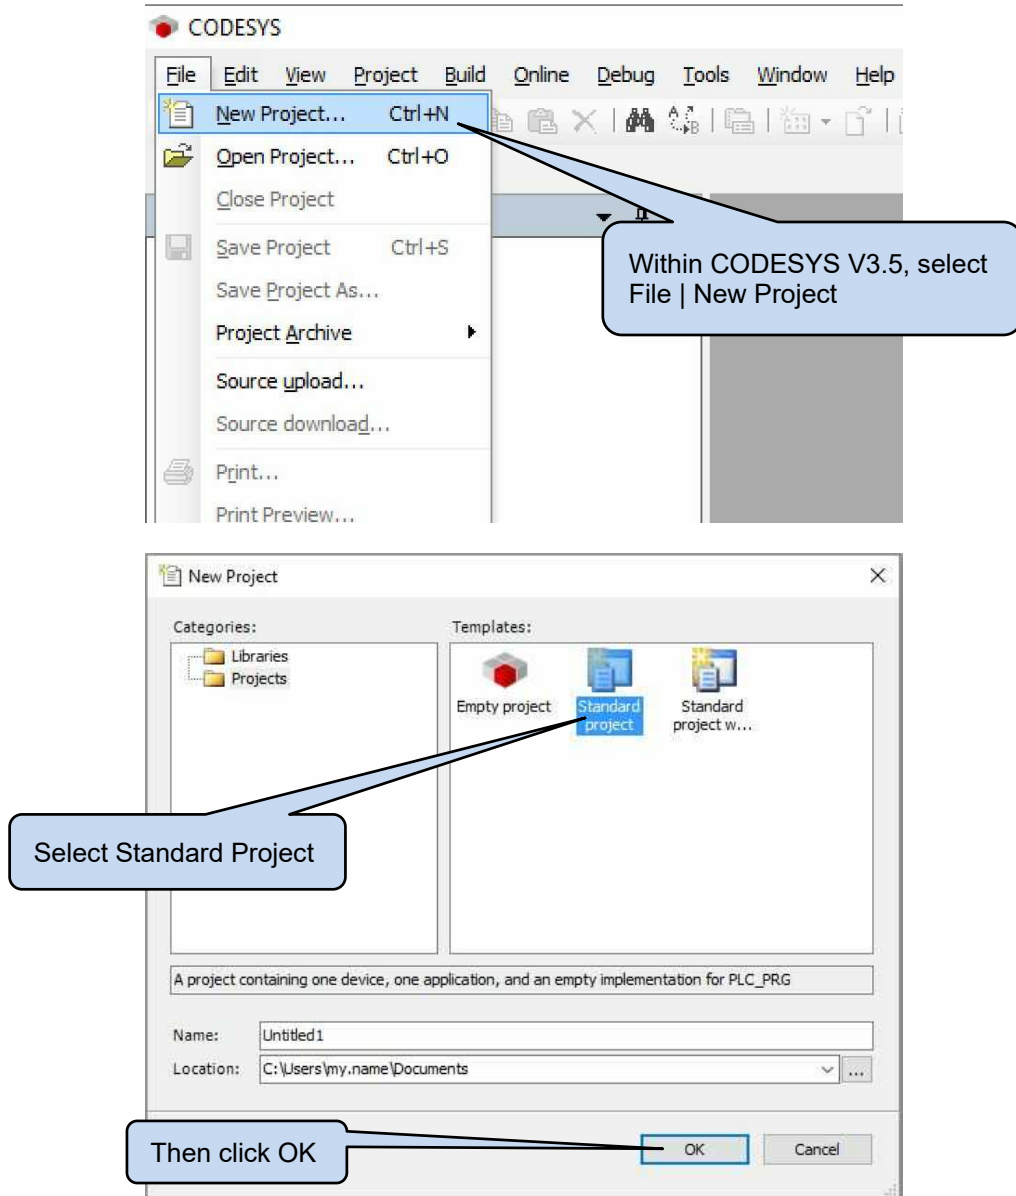 CODESYS
File Edit View Project Build Online Debug Tools Window Help
New Project... Ctrl+N
Open Project... Ctrl+O
Close Project
Save Project Ctrl+S
Save Project As...
Project Archive
Source upload...
Source download...
Print...
Print Preview...
Within CODESYS V3.5, select
File | New Project
New Project
Categories:
Libraries
Projects
Templates:
Empty project
Standard
project
Standard
project w...
Select Standard Project
A project containing one device, one application, and an empty implementation for PLC_PRG
Name: Untitled1
Location: C:\Users\my.name\Documents
...
Then click OK
OK
Cancel